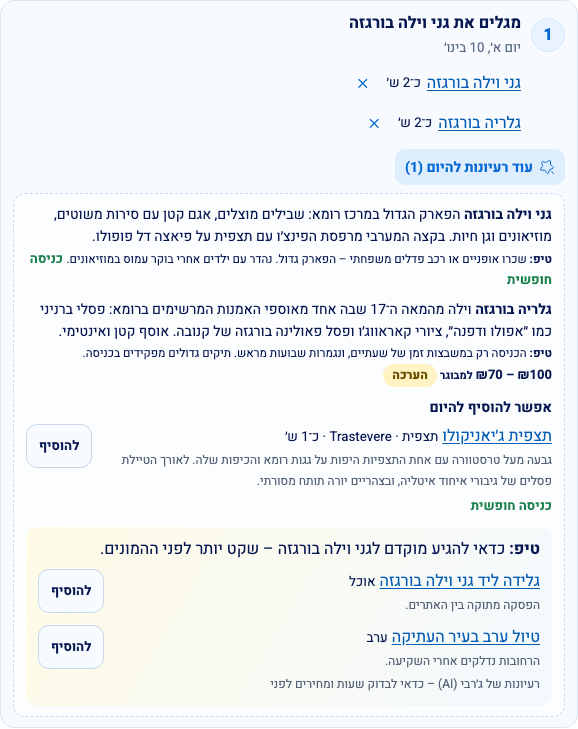 1
מגלים את גני וילה בורגזה
יום א׳, 10 בינו׳
גני וילה בורגזה כ־2 ש׳ ×
גלריה בורגזה כ־2 ש׳ ×
עוד רעיונות להיום (1)
גני וילה בורגזה הפארק הגדול במרכז רומא: שבילים מוצלים, אגם קטן עם סירות משוטים,
מוזיאונים וגן חיות. בקצה המערבי מרפסת הפינצ׳ו עם תצפית על פיאצה דל פופולו.
טיפ: שכרו אופניים או רכב פדלים משפחתי – הפארק גדול. נהדר עם ילדים אחרי בוקר עמוס במוזיאונים. כניסה
חופשית
גלריה בורגזה וילה מהמאה ה־17 שבה אחד מאוספי האמנות המרשימים ברומא: פסלי ברניני
כמו ״אפולו ודפנה״, ציורי קאראווג׳ו ופסל פאולינה בורגזה של קנובה. אוסף קטן ואינטימי.
טיפ: הכניסה רק במשבצות זמן של שעתיים, ונגמרות שבועות מראש. תיקים גדולים מפקידים בכניסה.
₪70 – ₪100 למבוגר הערכה
אפשר להוסיף להיום
תצפית ג׳יאניקולו תצפית · Trastevere · כ־1 ש׳
להוסיף
גבעה מעל טרסטוורה עם אחת התצפיות היפות על גגות רומא והכיפות שלה. לאורך הטיילת
פסלים של גיבורי איחוד איטליה, ובצהריים יורה תותח מסורתי.
כניסה חופשית
טיפ: כדאי להגיע מוקדם לגני וילה בורגזה – שקט יותר לפני ההמונים.
גלידה ליד גני וילה בורגזה אוכל
להוסיף
הפסקה מתוקה בין האתרים.
טיול ערב בעיר העתיקה ערב
להוסיף
הרחובות נדלקים אחרי השקיעה.
רעיונות של ג׳רבי (AI) – כדאי לבדוק שעות ומחירים לפני